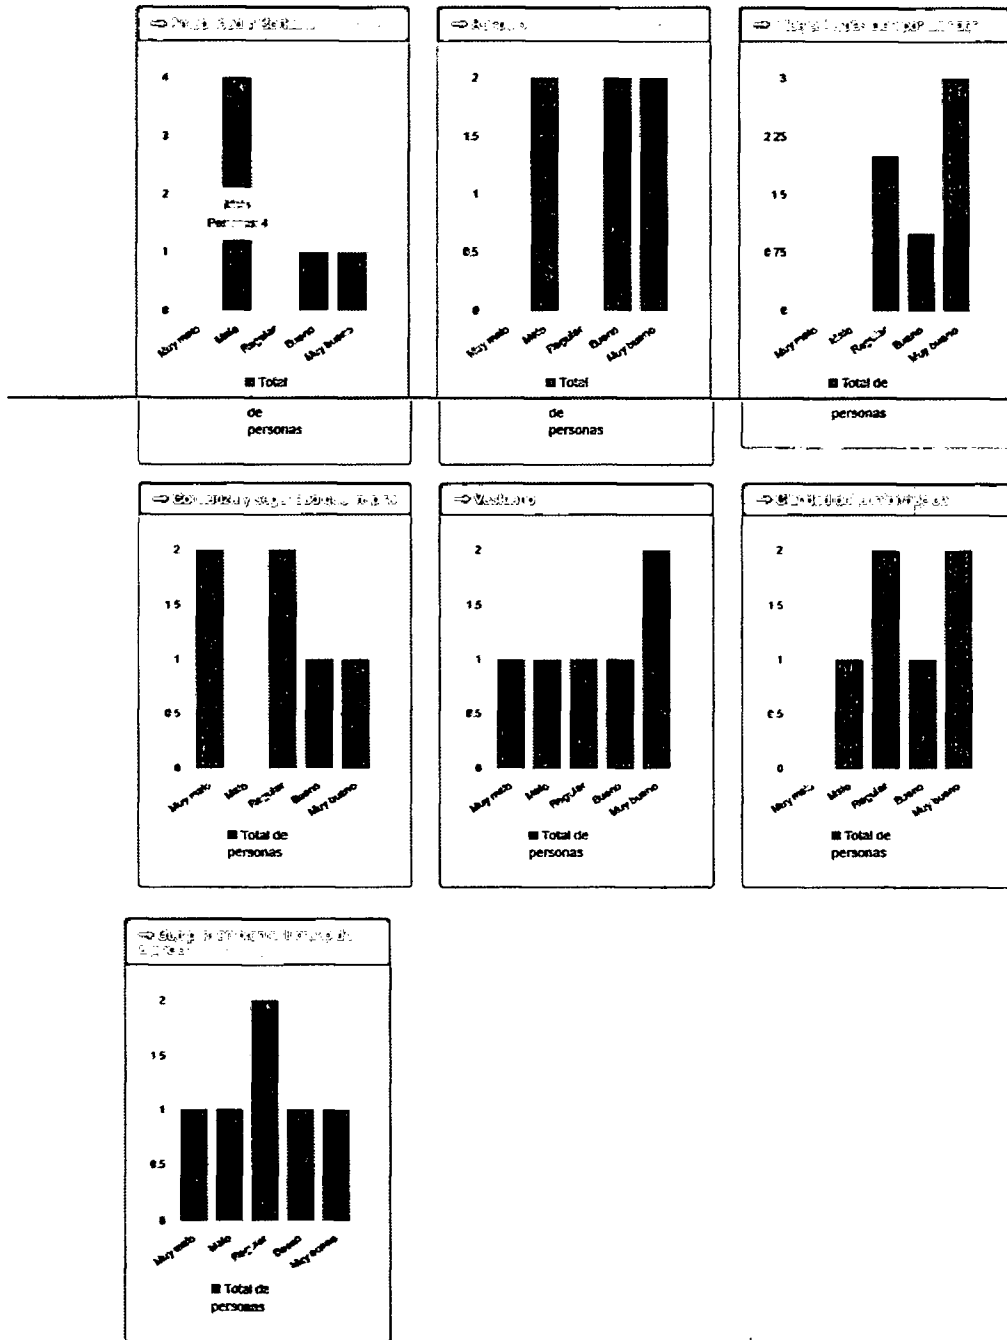 4
3
2
1
0
Malo
Personas: 4
Muy malo
Malo
Regular
Bueno
Muy bueno
Total
de
personas
2
1.5
1
0.5
0
Muy malo
Malo
Regular
Bueno
Muy bueno
Total
de
personas
3
2.25
1.5
0.75
0
Muy malo
Malo
Regular
Bueno
Muy bueno
Total de
personas
2
1.5
1
0.5
0
Muy malo
Malo
Regular
Bueno
Muy bueno
Total de
personas
Vestuario
2
1.5
1
0.5
0
Muy malo
Malo
Regular
Bueno
Muy bueno
Total de
personas
2
1.5
1
0.5
0
Muy malo
Malo
Regular
Bueno
Muy bueno
Total de
personas
2
1.5
1
0.5
0
Muy malo
Malo
Regular
Bueno
Muy bueno
Total de
personas